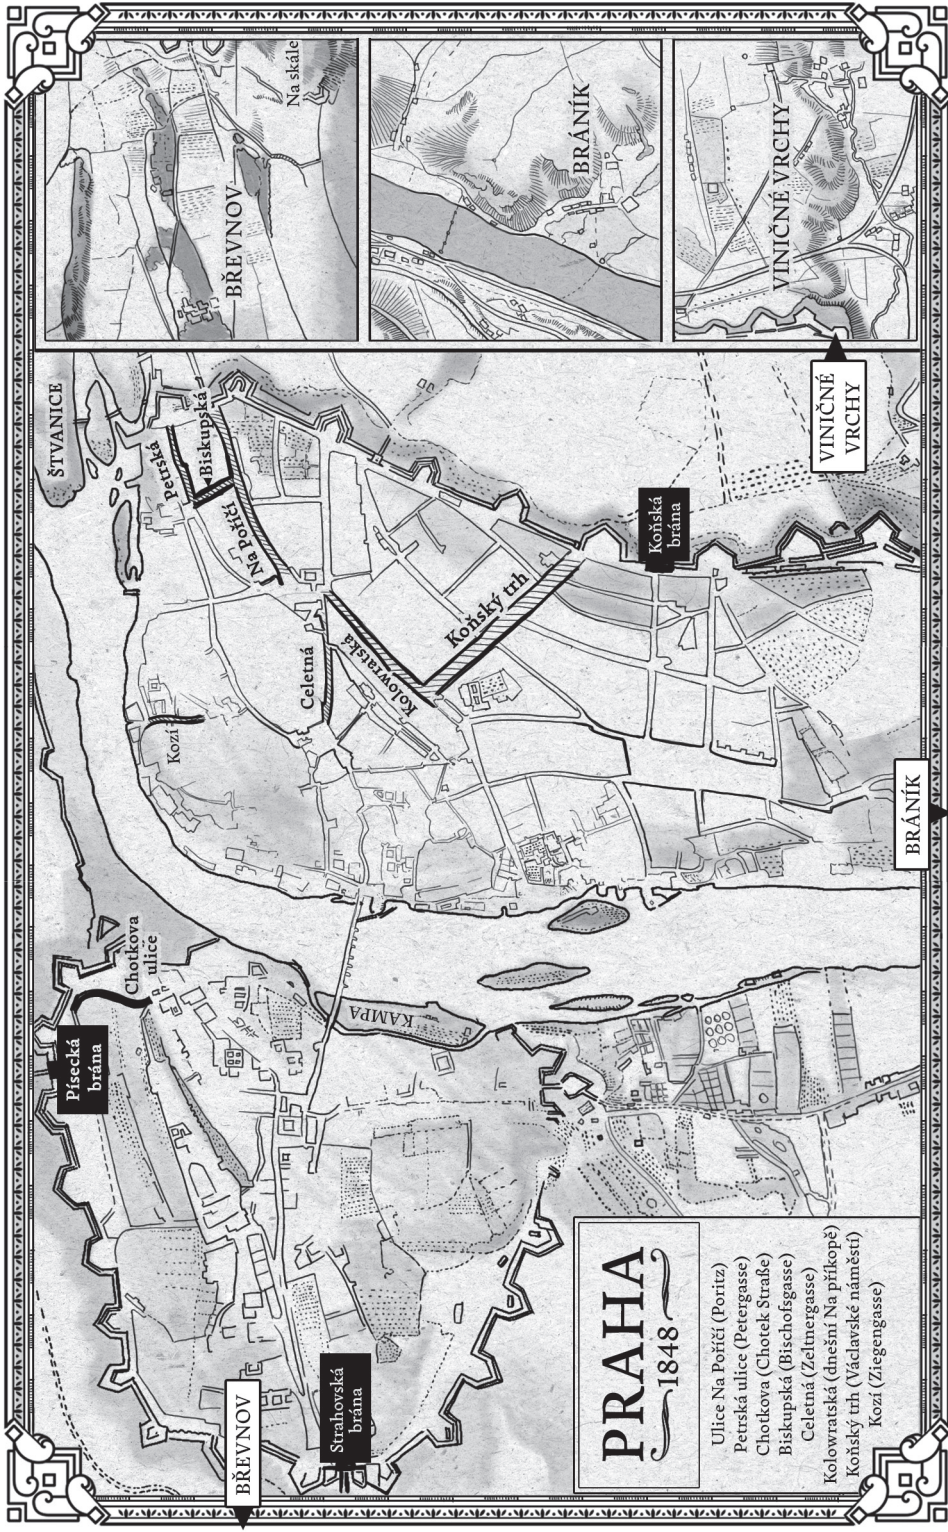 PRAHA
1848
Ulice Na Poříčí (Poritz)
Petrská ulice (Petergasse)
Chotkova (Chotek Straße)
Biskupská (Bischofsgasse)
Celetná (Zeltnergasse)
Kolowratská (dnešní Na příkopě)
Koňský trh (Václavské náměstí)
Kozí (Ziegengasse)
BŘEVNOV
Strahovská
brána
Písecká
brána
Chotkova
ulice
KAMPA
Kozí
Celetná
Kolowratská
Koňský trh
Na Poříčí
Petrská
Biskupská
ŠTVANICE
Koňská
brána
BRÁNÍK
VINIČNÉ
VRCHY
BŘEVNOV
Na skále
BRÁNÍK
VINIČNÉ VRCHY